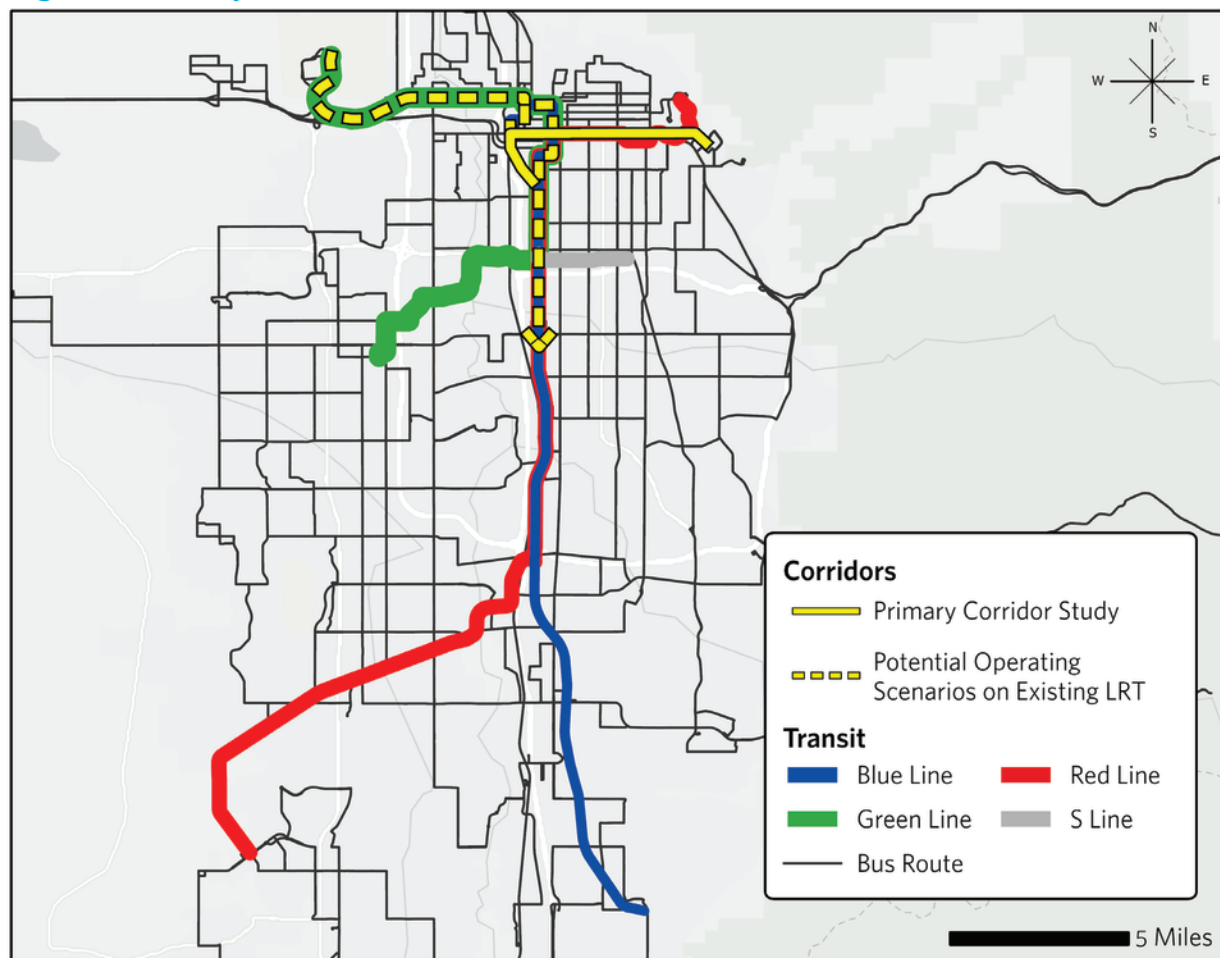 N
W E
S
Corridors
Primary Corridor Study
Potential Operating
Scenarios on Existing LRT
Transit
Blue Line
Red Line
Green Line
S Line
Bus Route
5 Miles